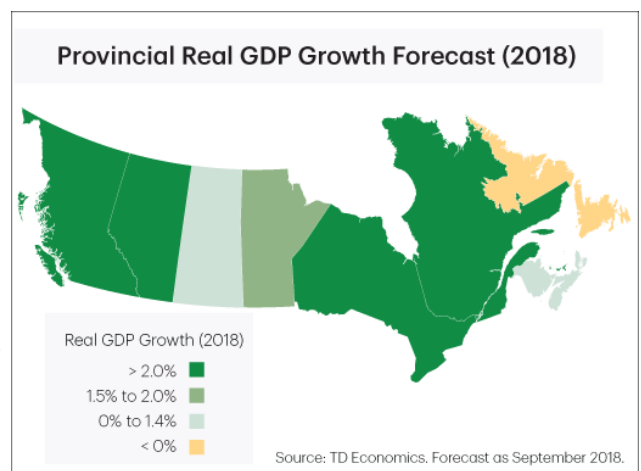 Provincial Real GDP Growth Forecast (2018)
Real GDP Growth (2018)
> 2.0%
1.5% to 2.0%
0% to 1.4%
< 0%
Source: TD Economics. Forecast as September 2018.